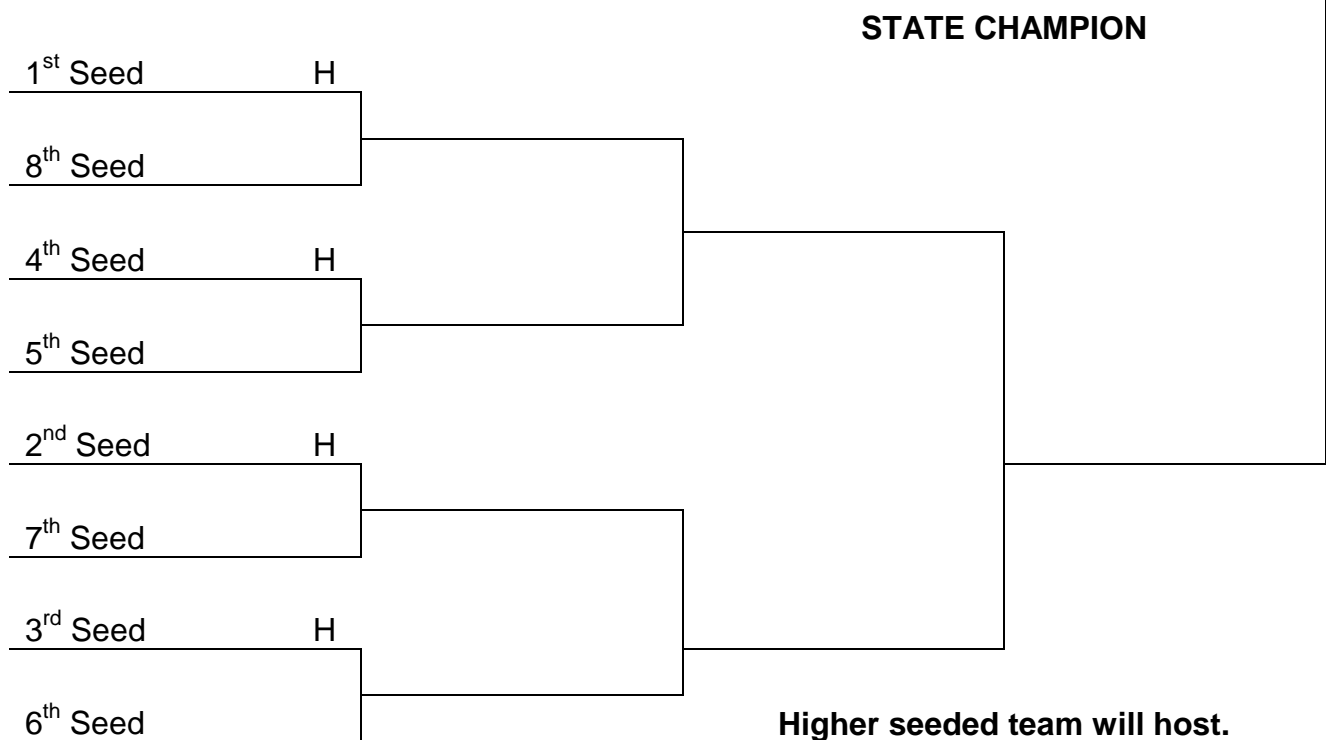 STATE CHAMPION
1st Seed H
8th Seed
4th Seed H
5th Seed
2nd Seed H
7th Seed
3rd Seed H
6th Seed
Higher seeded team will host.